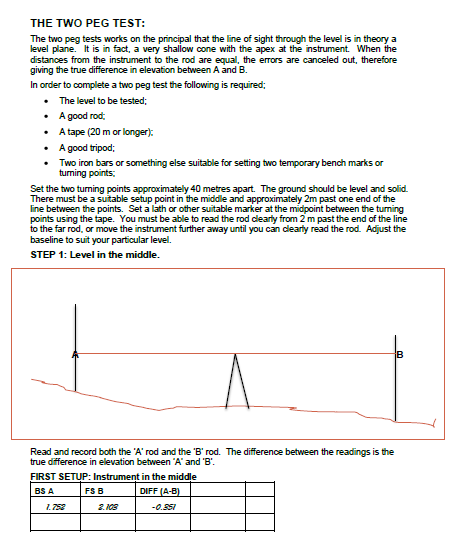 THE TWO PEG TEST:
The two peg tests works on the principal that the line of sight through the level is in theory a
level plane. It is in fact, a very shallow cone with the apex at the instrument. When the
distances from the instrument to the rod are equal, the errors are canceled out, therefore
giving the true difference in elevation between A and B.
In order to complete a two peg test the following is required;
• The level to be tested;
• A good rod;
• A tape (20 m or longer);
• A good tripod;
• Two iron bars or something else suitable for setting two temporary bench marks or
turning points;
Set the two turning points approximately 40 metres apart. The ground should be level and solid.
There must be a suitable setup point in the middle and approximately 2m past one end of the
line between the points. Set a lath or other suitable marker at the midpoint between the turning
points using the tape. You must be able to read the rod clearly from 2 m past the end of the line
to the far rod, or move the instrument further away until you can clearly read the rod. Adjust the
baseline to suit your particular level.
STEP 1: Level in the middle.
A B
Read and record both the 'A' rod and the 'B' rod. The difference between the readings is the
true difference in elevation between 'A' and 'B'.
FIRST SETUP: Instrument in the middle
BS A FS B DIFF (A-B)
1.752 2.103 -0.351